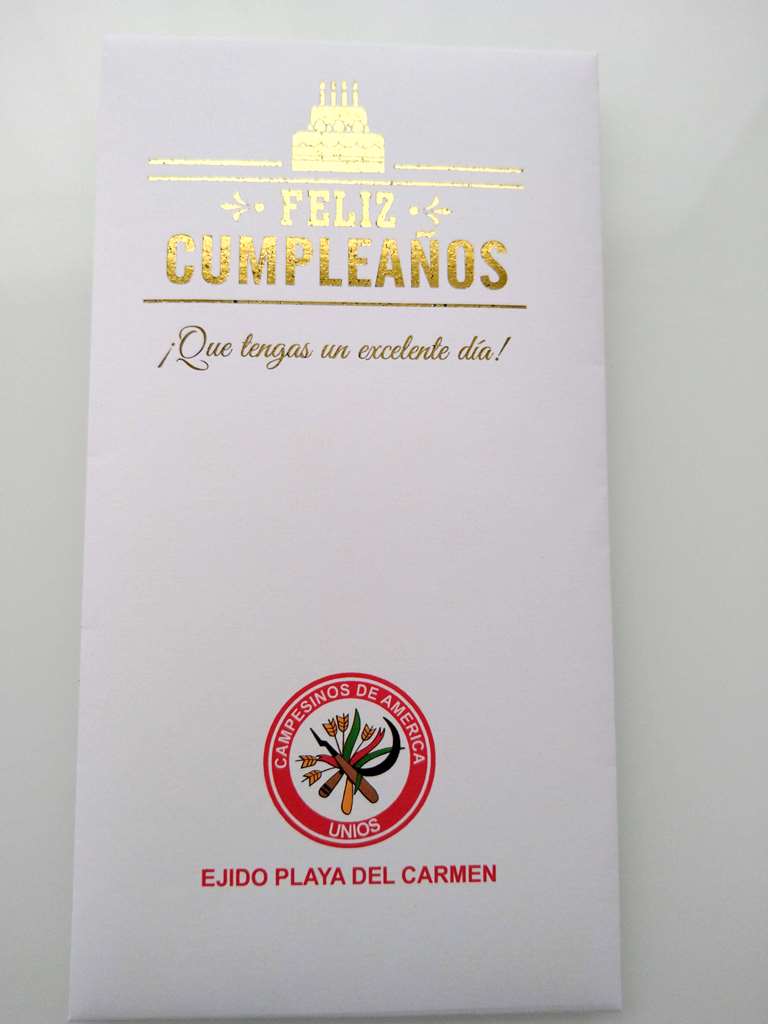 FELIZ
CUMPLEAÑOS
¡Que tengas un excelente día!
CAMPESINOS DE AMERICA
UNIOS
EJIDO PLAYA DEL CARMEN